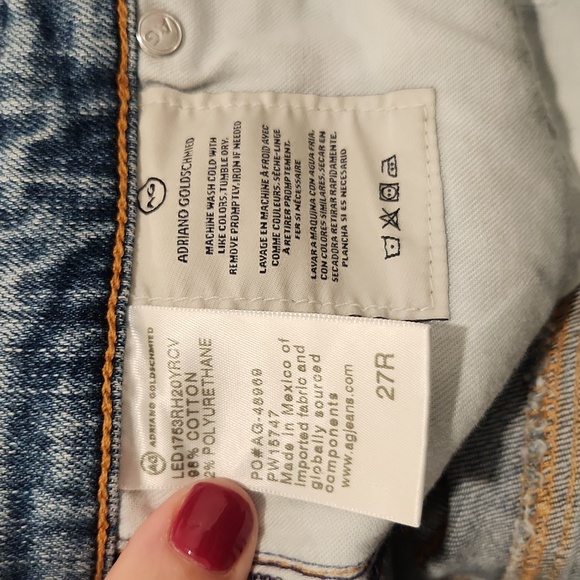 AG
ADRIANO GOLDSCHMIED
MACHINE WASH COLD WITH
LIKE COLORS. TUMBLE DRY.
REMOVE PROMPTLY. IRON IF NEEDED
LAVAGE EN MACHINE À FROID AVEC
COMME COULEURS. SÈCHE-LINGE
À RETIRER PROMPTEMENT.
FER SI NÉCESSAIRE
LAVAR A MAQUINA CON AGUA FRIA.
CON COLORES SIMILARES. SECAR EN
SECADORA RETIRAR RAPIDAMENTE.
PLANCHA SI ES NECESARIO
AG ADRIANO GOLDSCHMIED
LED1753RH20YRCV
98% COTTON
2% POLYURETHANE
PO#AG-46969
PW15747
Made in Mexico of
imported fabric and
globally sourced
components
www.agjeans.com
27R
AG